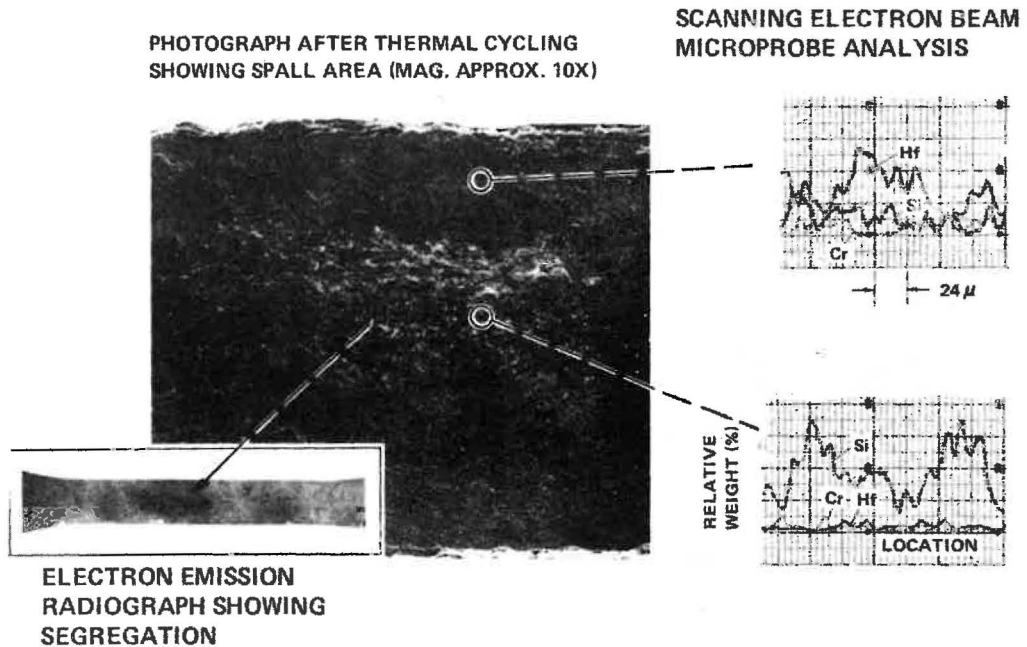 SCANNING ELECTRON BEAM
MICROPROBE ANALYSIS
PHOTOGRAPH AFTER THERMAL CYCLING
SHOWING SPALL AREA (MAG. APPROX. 10X)
Hf
Si
Cr
24 μ
RELATIVE
WEIGHT (%)
Si
Cr Hf
LOCATION
ELECTRON EMISSION
RADIOGRAPH SHOWING
SEGREGATION